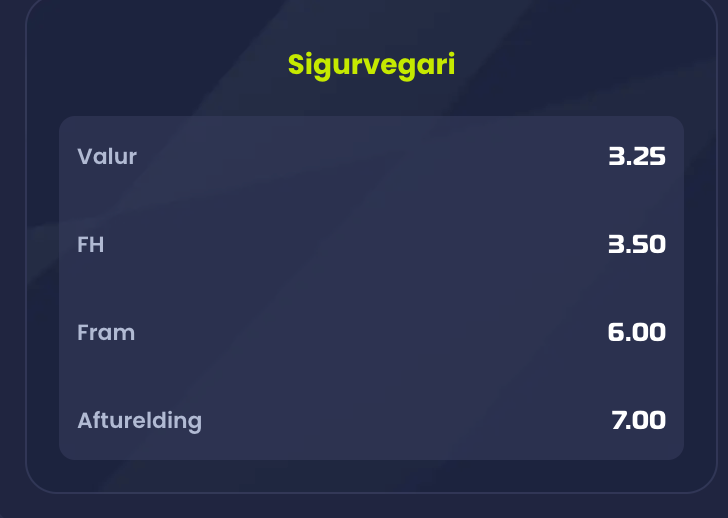 Sigurvegari
Valur 3.25
FH 3.50
Fram 6.00
Afturelding 7.00